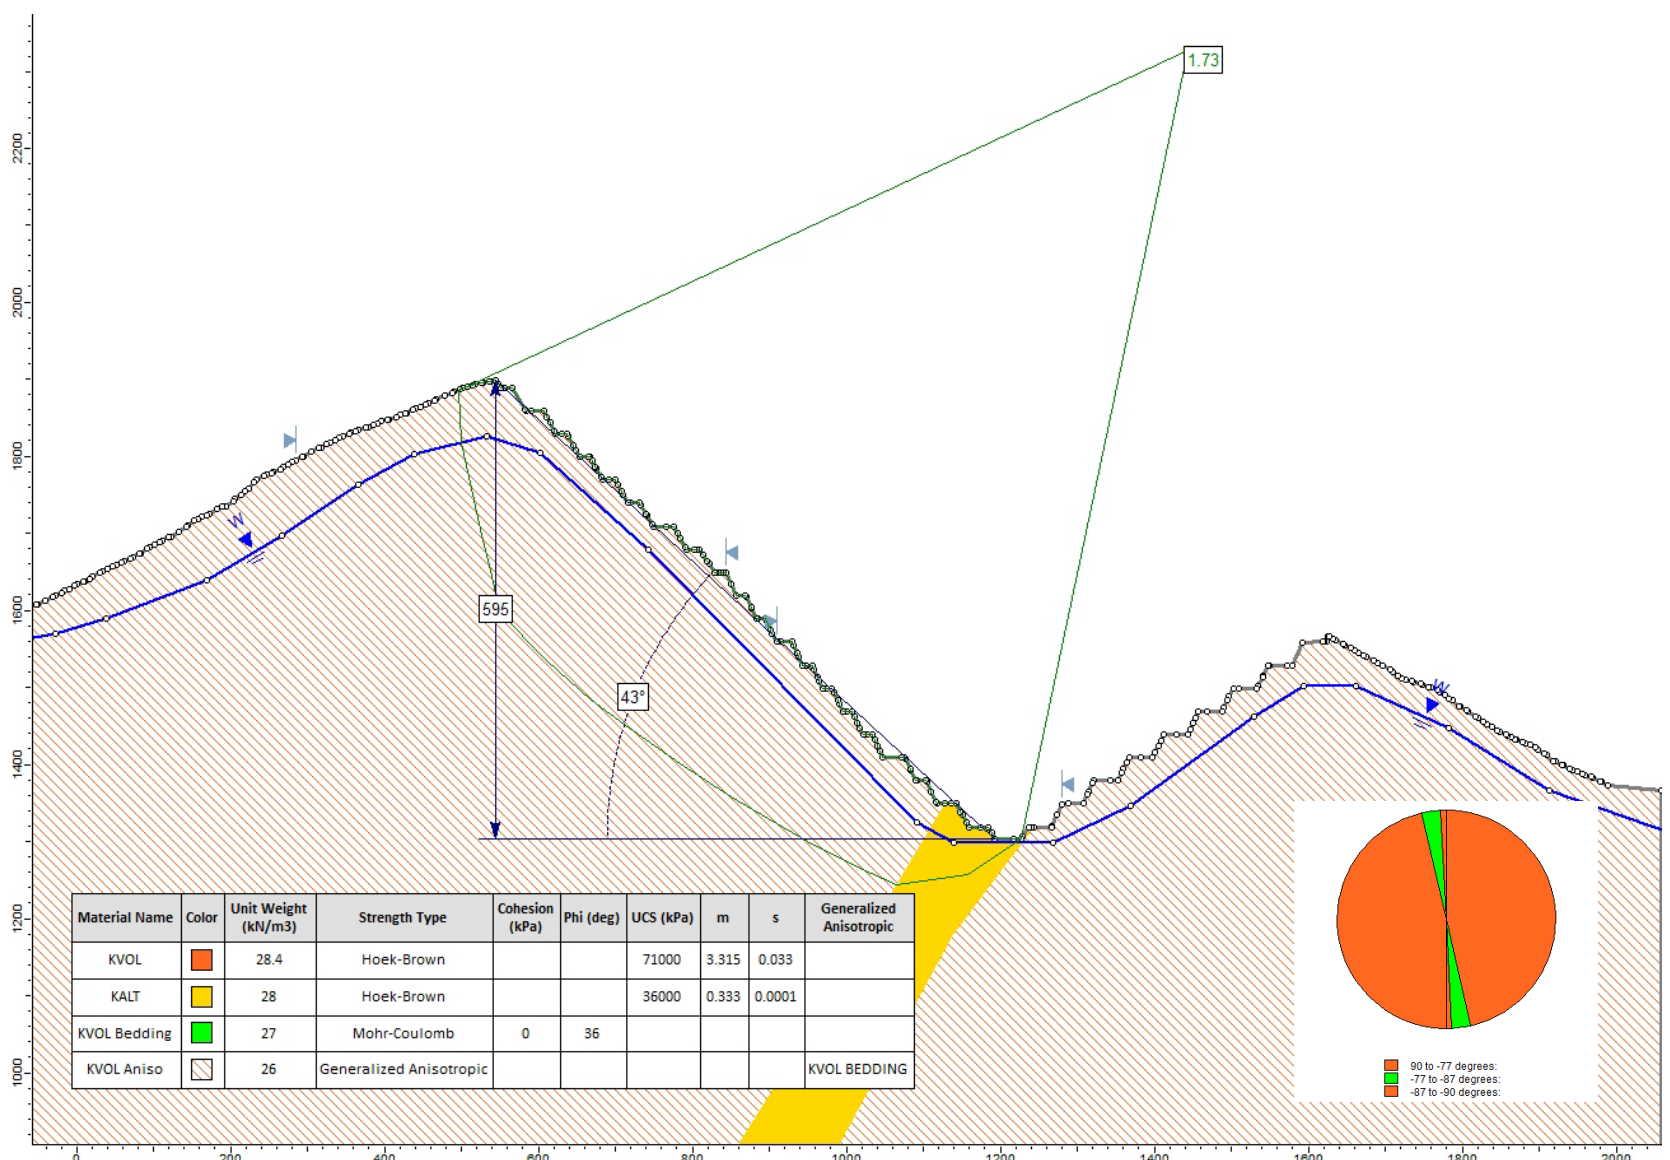 1.73
2200
2000
1800
1600
1400
1200
1000
W
595
43°
W
Material Name Color Unit Weight (kN/m3) Strength Type Cohesion (kPa) Phi (deg) UCS (kPa) m s Generalized Anisotropic
KVOL 28.4 Hoek-Brown 71000 3.315 0.033
KALT 28 Hoek-Brown 36000 0.333 0.0001
KVOL Bedding 27 Mohr-Coulomb 0 36
KVOL Aniso 26 Generalized Anisotropic KVOL BEDDING
90 to -77 degrees:
-77 to -87 degrees:
-87 to -90 degrees:
0 200 400 600 800 1000 1200 1400 1600 1800 2000